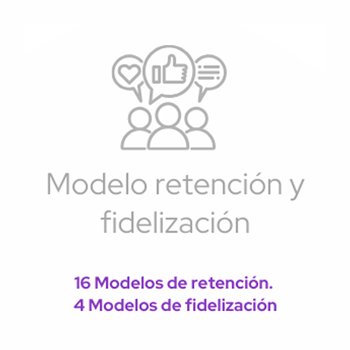 Modelo retención y
fidelización
16 Modelos de retención.
4 Modelos de fidelización